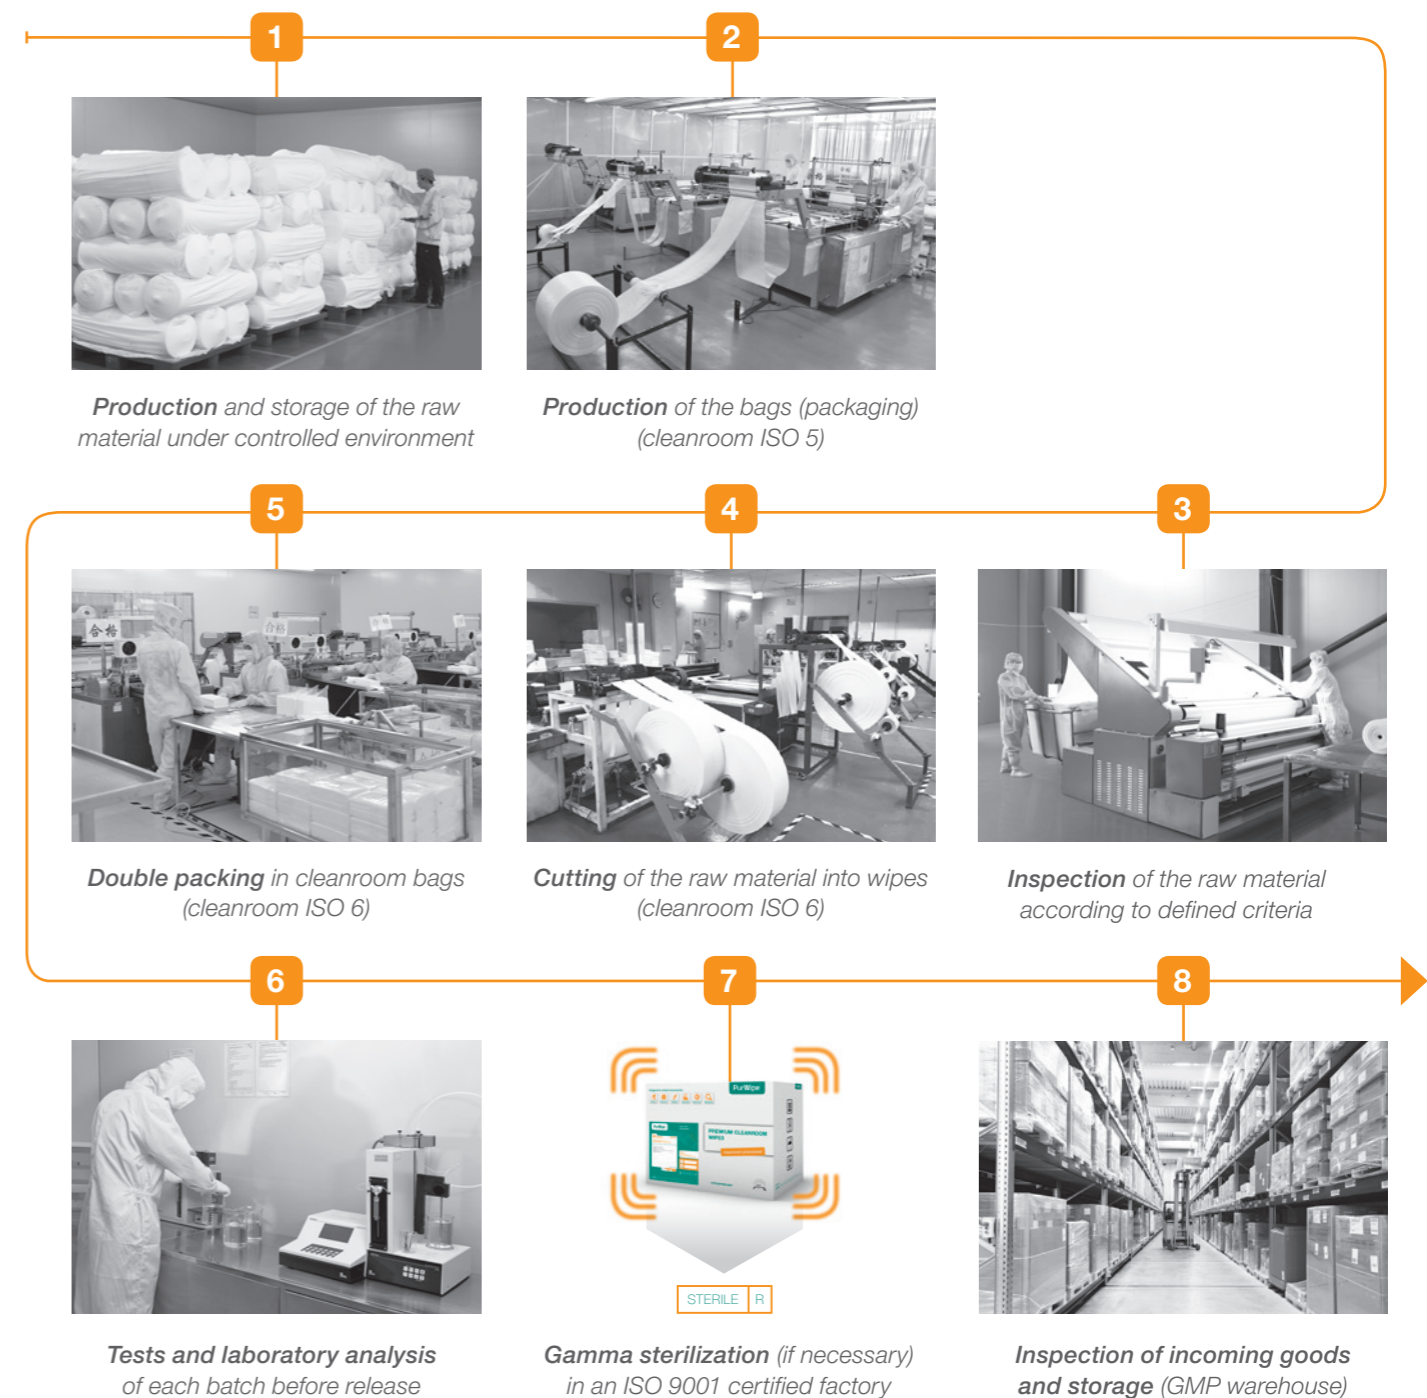 1
2
Production and storage of the raw
material under controlled environment
Production of the bags (packaging)
(cleanroom ISO 5)
3
Inspection of the raw material
according to defined criteria
4
Cutting of the raw material into wipes
(cleanroom ISO 6)
5
合格
合格
Double packing in cleanroom bags
(cleanroom ISO 6)
6
Tests and laboratory analysis
of each batch before release
7
PurWipe
PREMIUM CLEANROOM
WIPES
STERILE R
Gamma sterilization (if necessary)
in an ISO 9001 certified factory
8
Inspection of incoming goods
and storage (GMP warehouse)